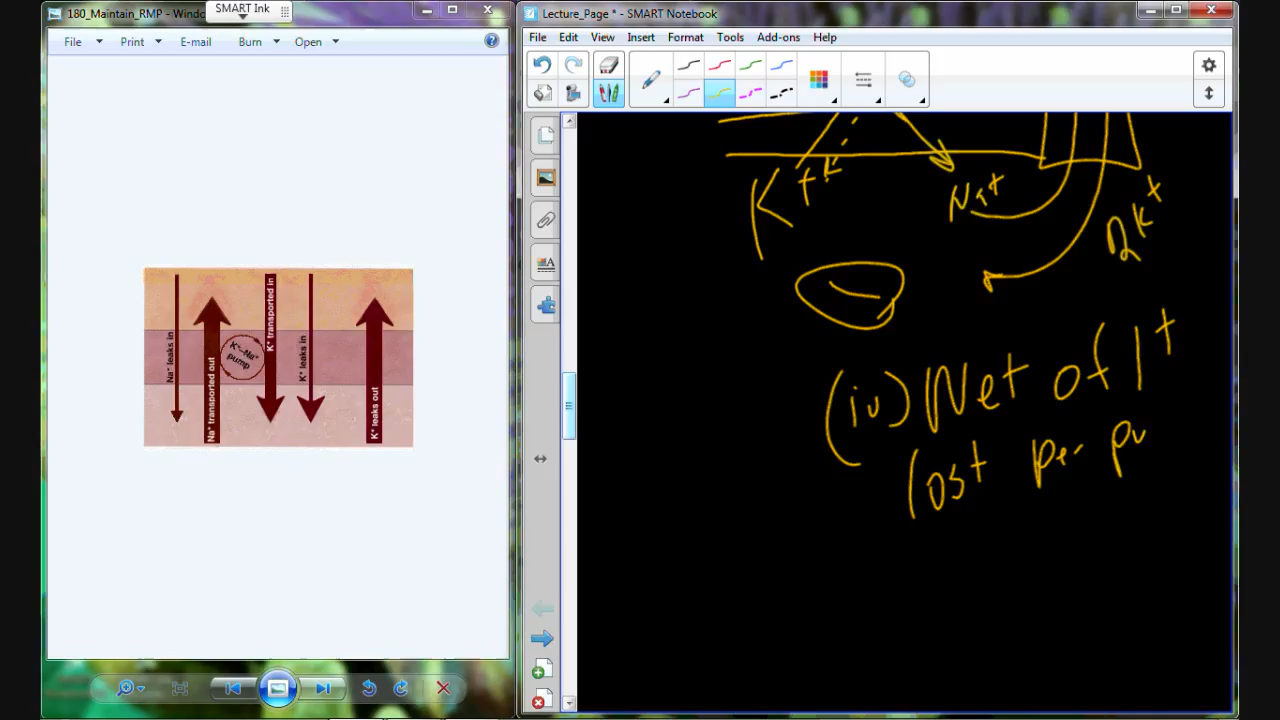 180_Maintain_RMP - Windc
SMART Ink
File Print E-mail Burn Open
Na⁺ leaks in
Na⁺ transported out
K⁺–Na⁺
pump
K⁺ transported in
K⁺ leaks in
K⁺ leaks out
Lecture_Page * - SMART Notebook
File Edit View Insert Format Tools Add-ons Help
K⁺
Na⁺
2K⁺
(iv) Net of 1⁺
lost per pu